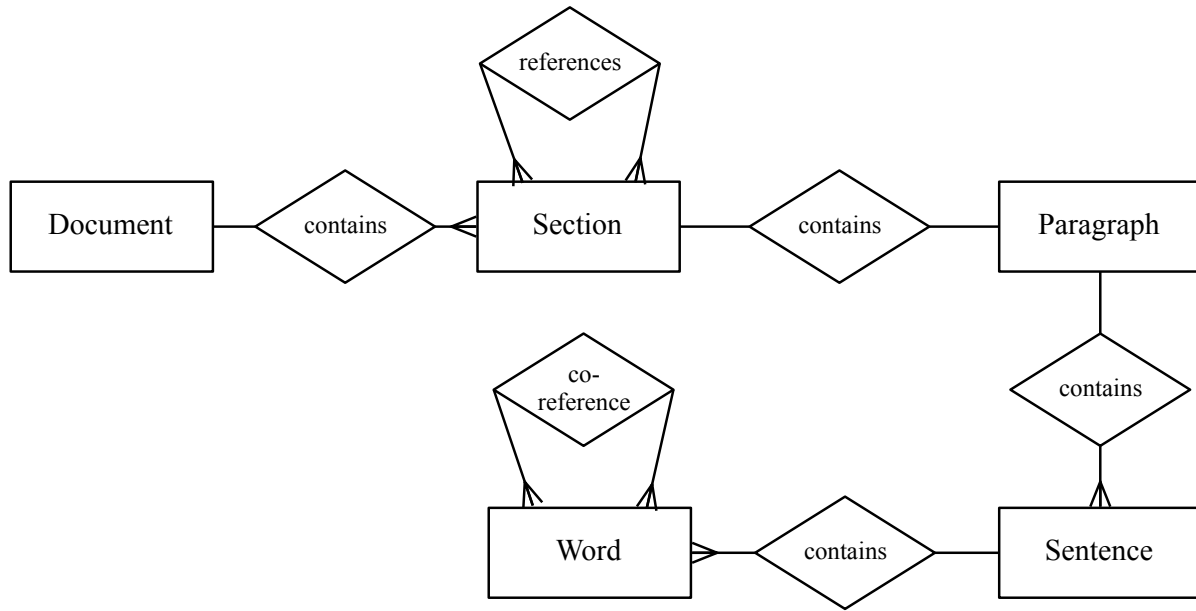 references
Document
contains
Section
contains
Paragraph
co-
reference
contains
Word
contains
Sentence